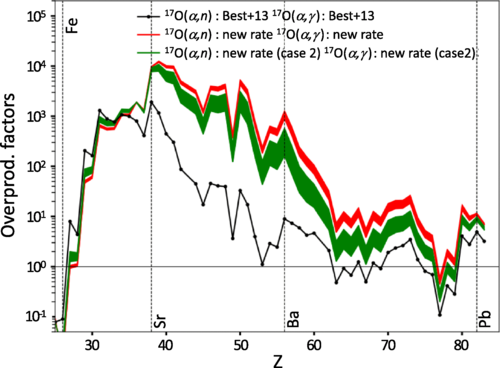 10⁵
10⁴
10³
10²
10¹
10⁰
10⁻¹
Overprod. factors
Fe
¹⁷O(α,n) : Best+13 ¹⁷O(α,γ): Best+13
¹⁷O(α,n) : new rate ¹⁷O(α,γ): new rate
¹⁷O(α,n) : new rate (case 2) ¹⁷O(α,γ): new rate (case2)
Sr
Ba
Pb
30 40 50 60 70 80
Z